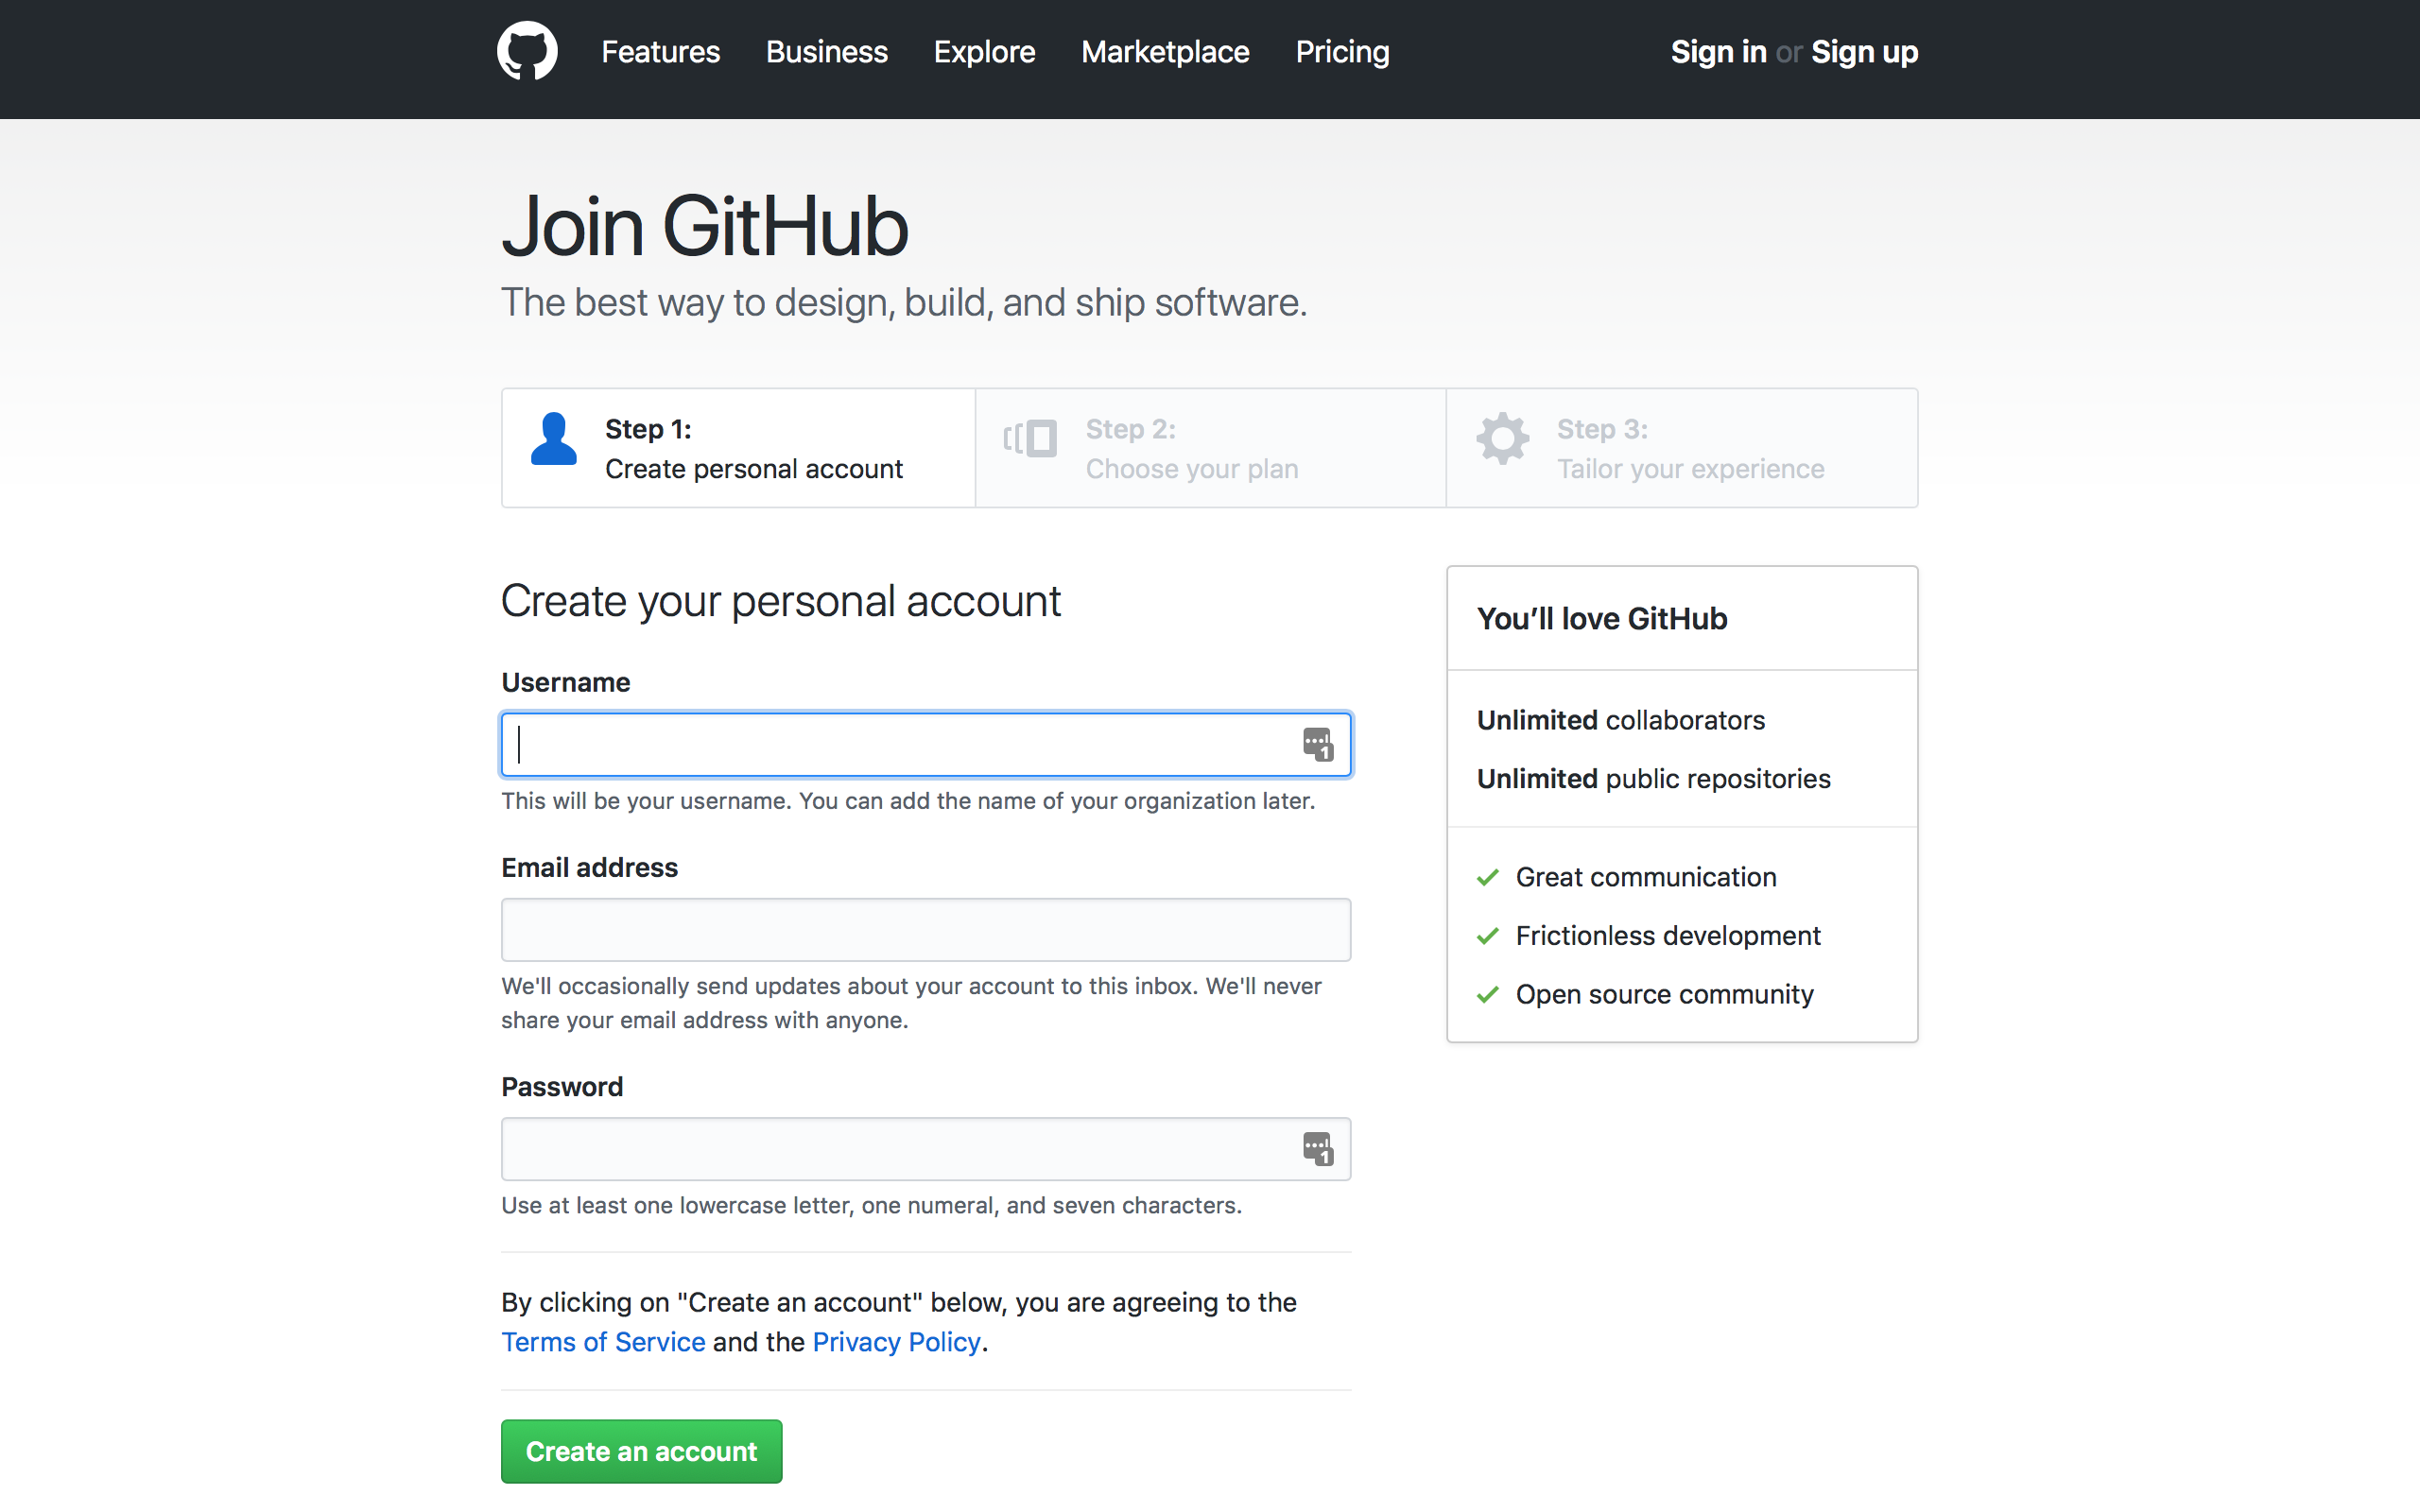 Features Business Explore Marketplace Pricing Sign in or Sign up
Join GitHub
The best way to design, build, and ship software.
Step 1:
Create personal account
Step 2:
Choose your plan
Step 3:
Tailor your experience
Create your personal account
Username
1
This will be your username. You can add the name of your organization later.
Email address
We'll occasionally send updates about your account to this inbox. We'll never
share your email address with anyone.
Password
1
Use at least one lowercase letter, one numeral, and seven characters.
By clicking on "Create an account" below, you are agreeing to the
Terms of Service and the Privacy Policy.
Create an account
You’ll love GitHub
Unlimited collaborators
Unlimited public repositories
Great communication
Frictionless development
Open source community